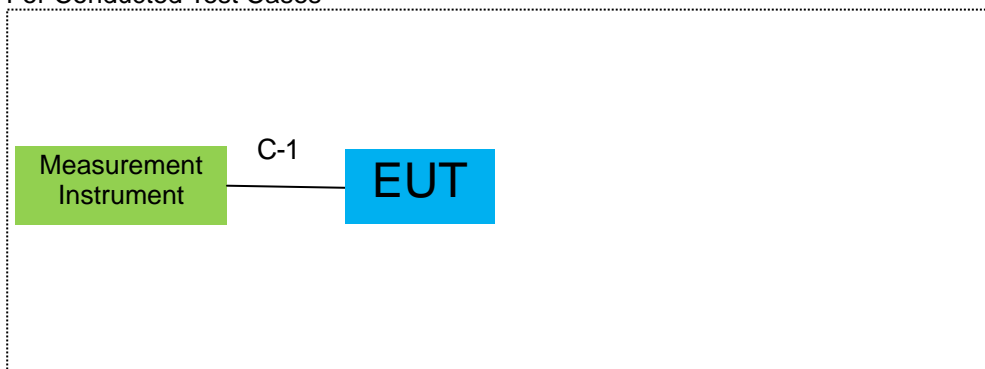 For Conducted Test Cases
C-1
Measurement
Instrument
EUT